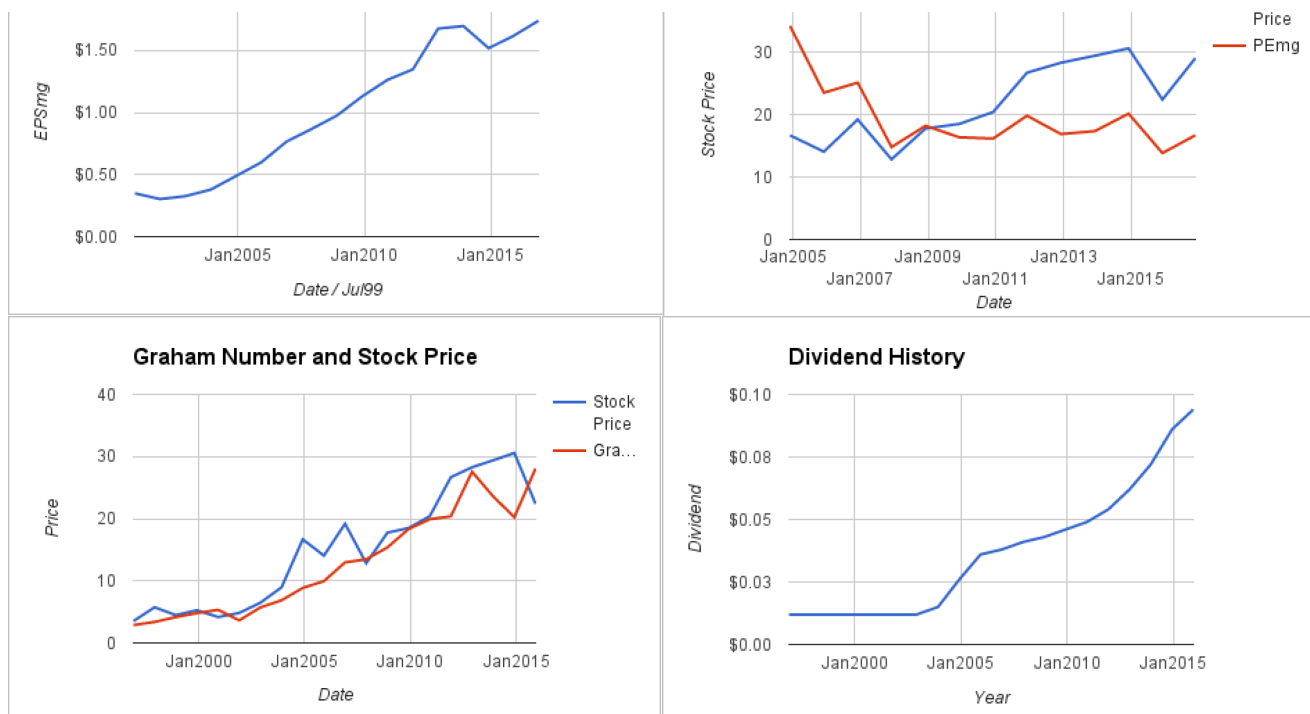 $1.50
$1.00
$0.50
$0.00
EPSmg
Jan2005 Jan2010 Jan2015
Date / Jul99
Price
PEmg
30
20
10
0
Stock Price
Jan2005 Jan2009 Jan2013
Jan2007 Jan2011 Jan2015
Date
Graham Number and Stock Price
40
30
20
10
0
Price
Stock
Price
Gra...
Jan2000 Jan2005 Jan2010 Jan2015
Date
Dividend History
$0.10
$0.08
$0.05
$0.03
$0.00
Dividend
Jan2000 Jan2005 Jan2010 Jan2015
Year